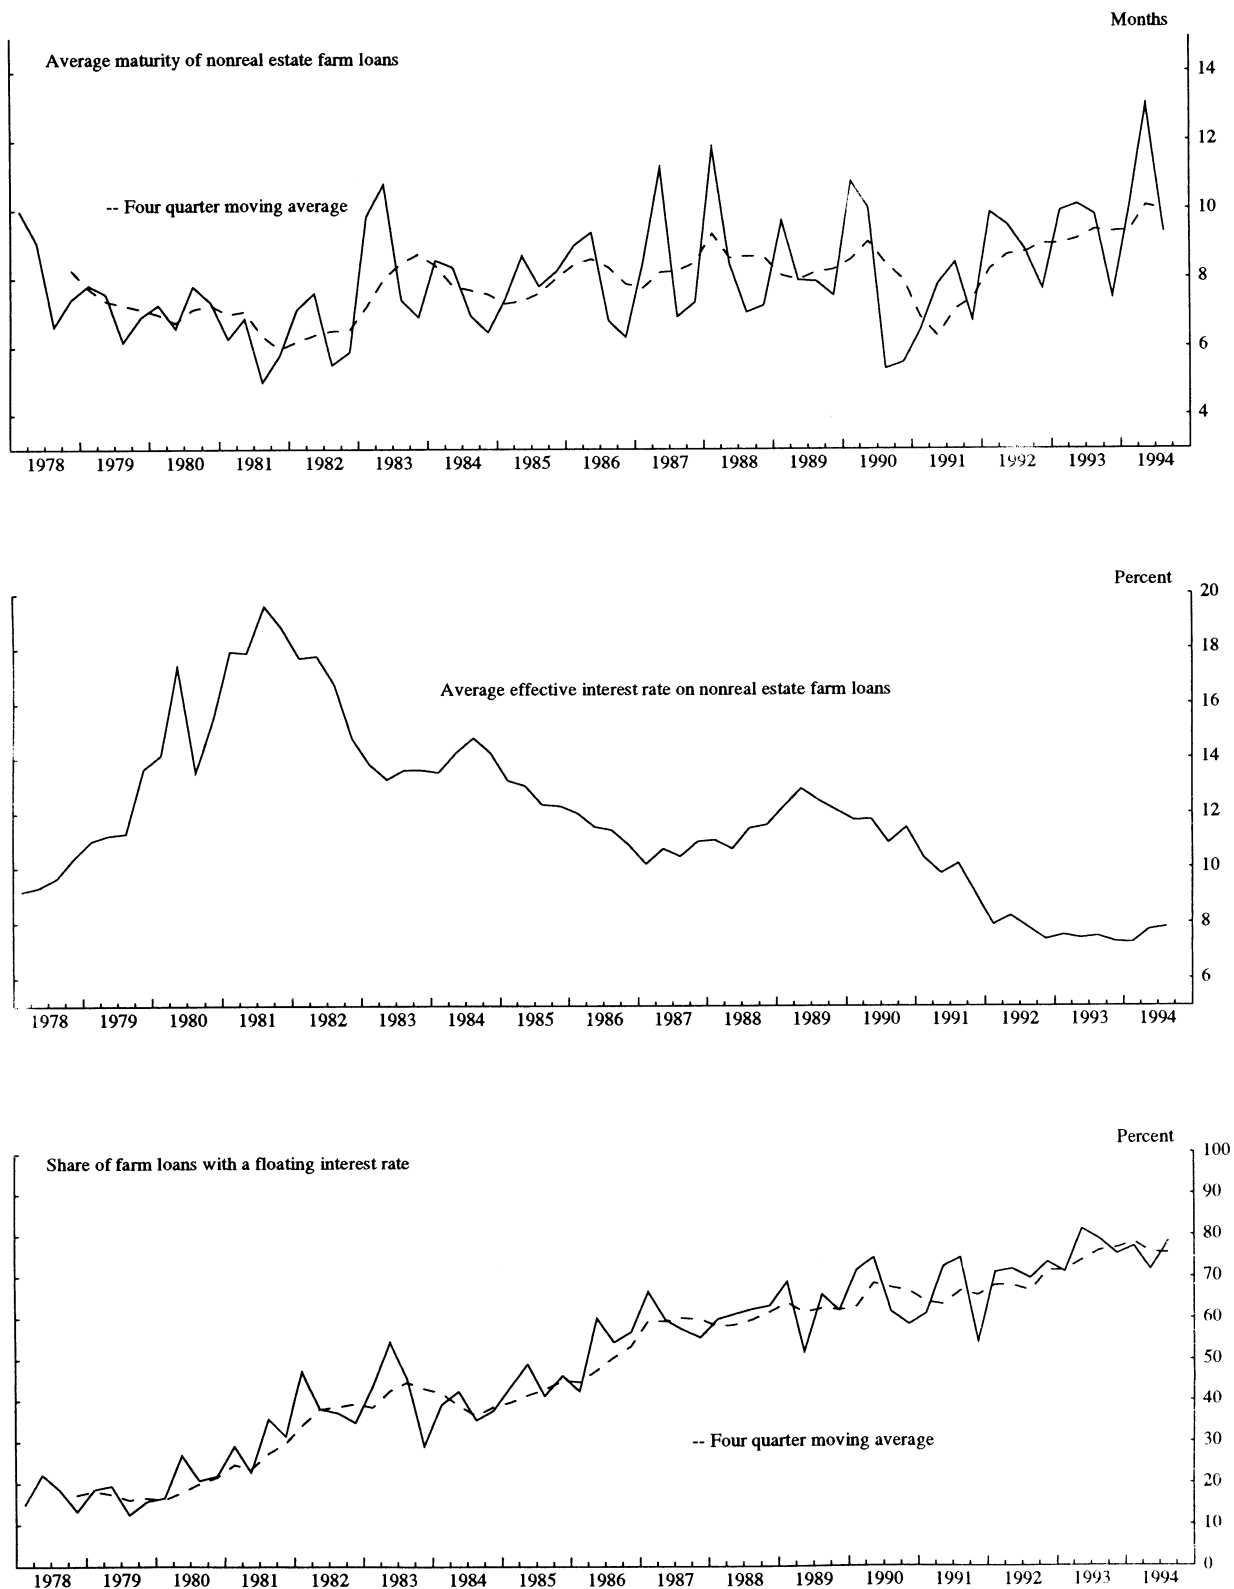 Months
Average maturity of nonreal estate farm loans
14
12
-- Four quarter moving average
10
8
6
4
1978 1979 1980 1981 1982 1983 1984 1985 1986 1987 1988 1989 1990 1991 1992 1993 1994
Percent
20
18
Average effective interest rate on nonreal estate farm loans
16
14
12
10
8
6
1978 1979 1980 1981 1982 1983 1984 1985 1986 1987 1988 1989 1990 1991 1992 1993 1994
Percent
100
Share of farm loans with a floating interest rate
90
80
70
60
50
40
-- Four quarter moving average
30
20
10
0
1978 1979 1980 1981 1982 1983 1984 1985 1986 1987 1988 1989 1990 1991 1992 1993 1994